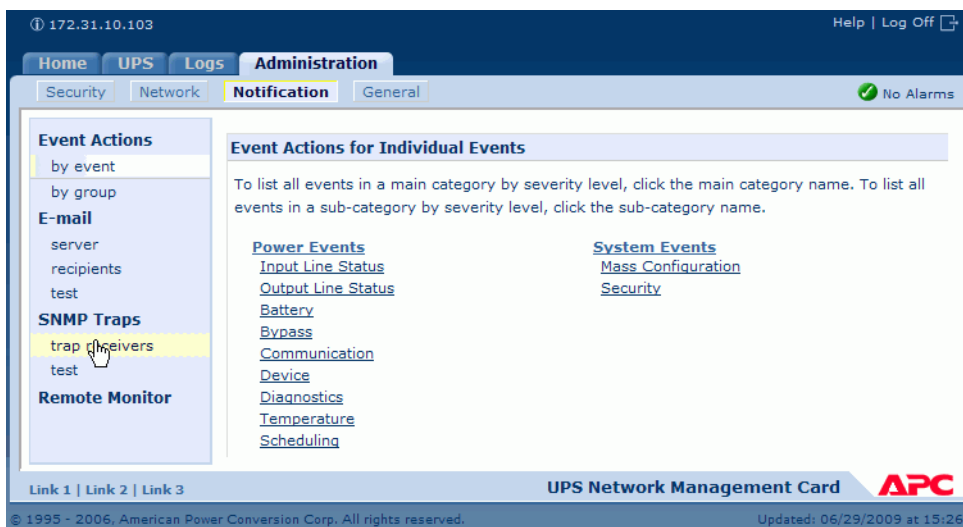 172.31.10.103
Help | Log Off
Home UPS Logs Administration
Security Network Notification General
No Alarms
Event Actions
by event
by group
E-mail
server
recipients
test
SNMP Traps
trap receivers
test
Remote Monitor
Event Actions for Individual Events
To list all events in a main category by severity level, click the main category name. To list all
events in a sub-category by severity level, click the sub-category name.
Power Events
Input Line Status
Output Line Status
Battery
Bypass
Communication
Device
Diagnostics
Temperature
Scheduling
System Events
Mass Configuration
Security
Link 1 | Link 2 | Link 3
UPS Network Management Card
APC
© 1995 - 2006, American Power Conversion Corp. All rights reserved.
Updated: 06/29/2009 at 15:26